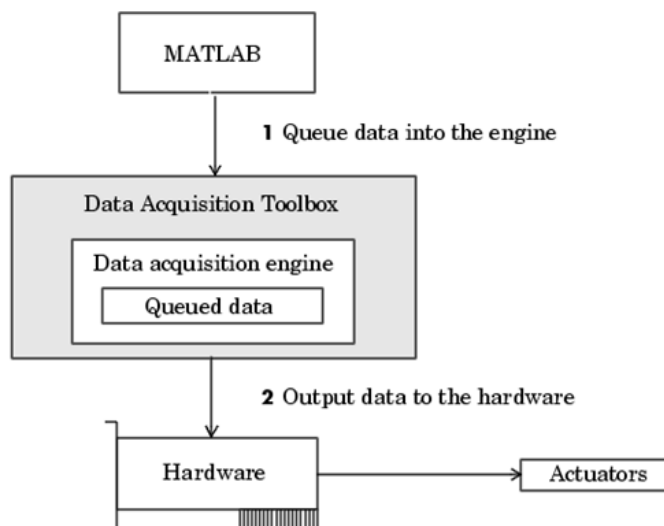 MATLAB
1 Queue data into the engine
Data Acquisition Toolbox
Data acquisition engine
Queued data
2 Output data to the hardware
Hardware
Actuators